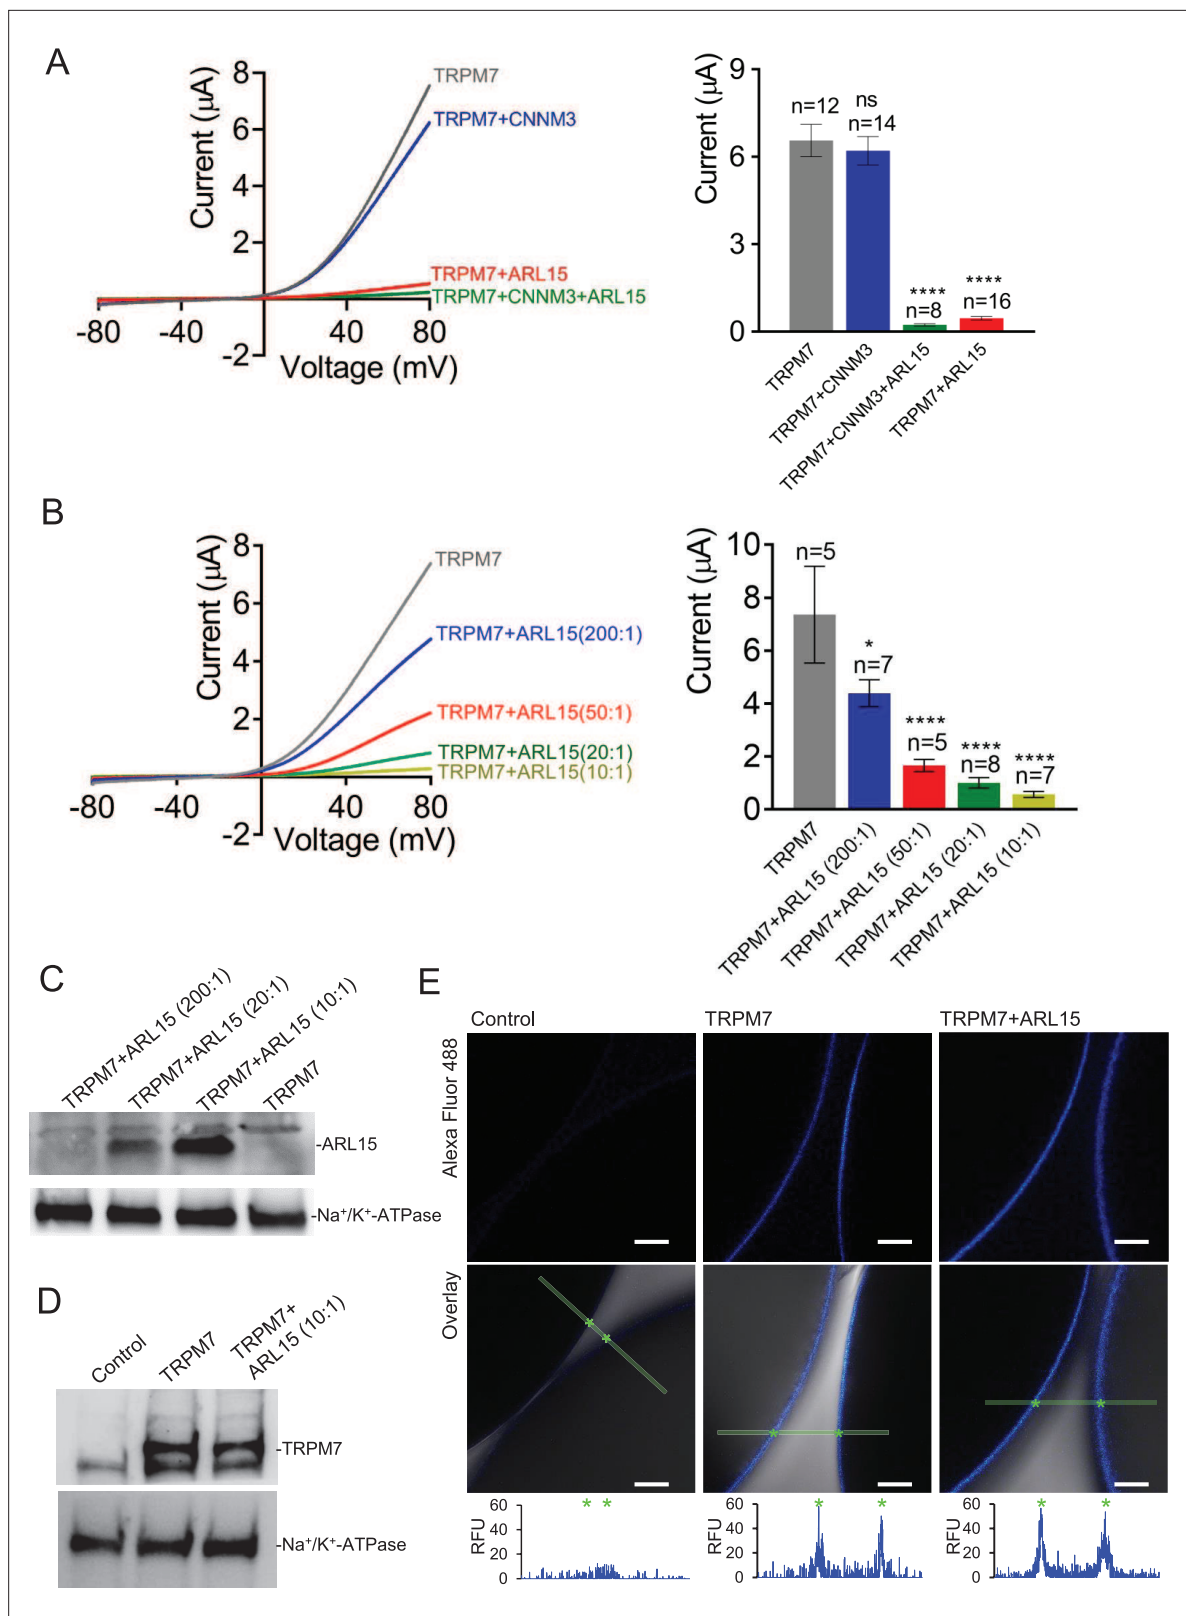 A
Current (μA)
8
6
4
2
-2
-80
-40
40
80
Voltage (mV)
TRPM7
TRPM7+CNNM3
TRPM7+ARL15
TRPM7+CNNM3+ARL15
Current (μA)
9
6
3
0
n=12
ns
n=14
****
n=8
****
n=16
TRPM7
TRPM7+CNNM3
TRPM7+CNNM3+ARL15
TRPM7+ARL15
B
Current (μA)
8
6
4
2
-2
-80
-40
40
80
Voltage (mV)
TRPM7
TRPM7+ARL15(200:1)
TRPM7+ARL15(50:1)
TRPM7+ARL15(20:1)
TRPM7+ARL15(10:1)
Current (μA)
10
8
6
4
2
0
n=5
*
n=7
****
n=5
****
n=8
****
n=7
TRPM7
TRPM7+ARL15 (200:1)
TRPM7+ARL15 (50:1)
TRPM7+ARL15 (20:1)
TRPM7+ARL15 (10:1)
C
TRPM7+ARL15 (200:1)
TRPM7+ARL15 (20:1)
TRPM7+ARL15 (10:1)
TRPM7
-ARL15
-Na⁺/K⁺-ATPase
D
Control
TRPM7
TRPM7+
ARL15 (10:1)
-TRPM7
-Na⁺/K⁺-ATPase
E
Control
TRPM7
TRPM7+ARL15
Alexa Fluor 488
Overlay
* *
* *
* *
RFU
60
40
20
0
* *
RFU
60
40
20
0
* *
RFU
60
40
20
0
* *